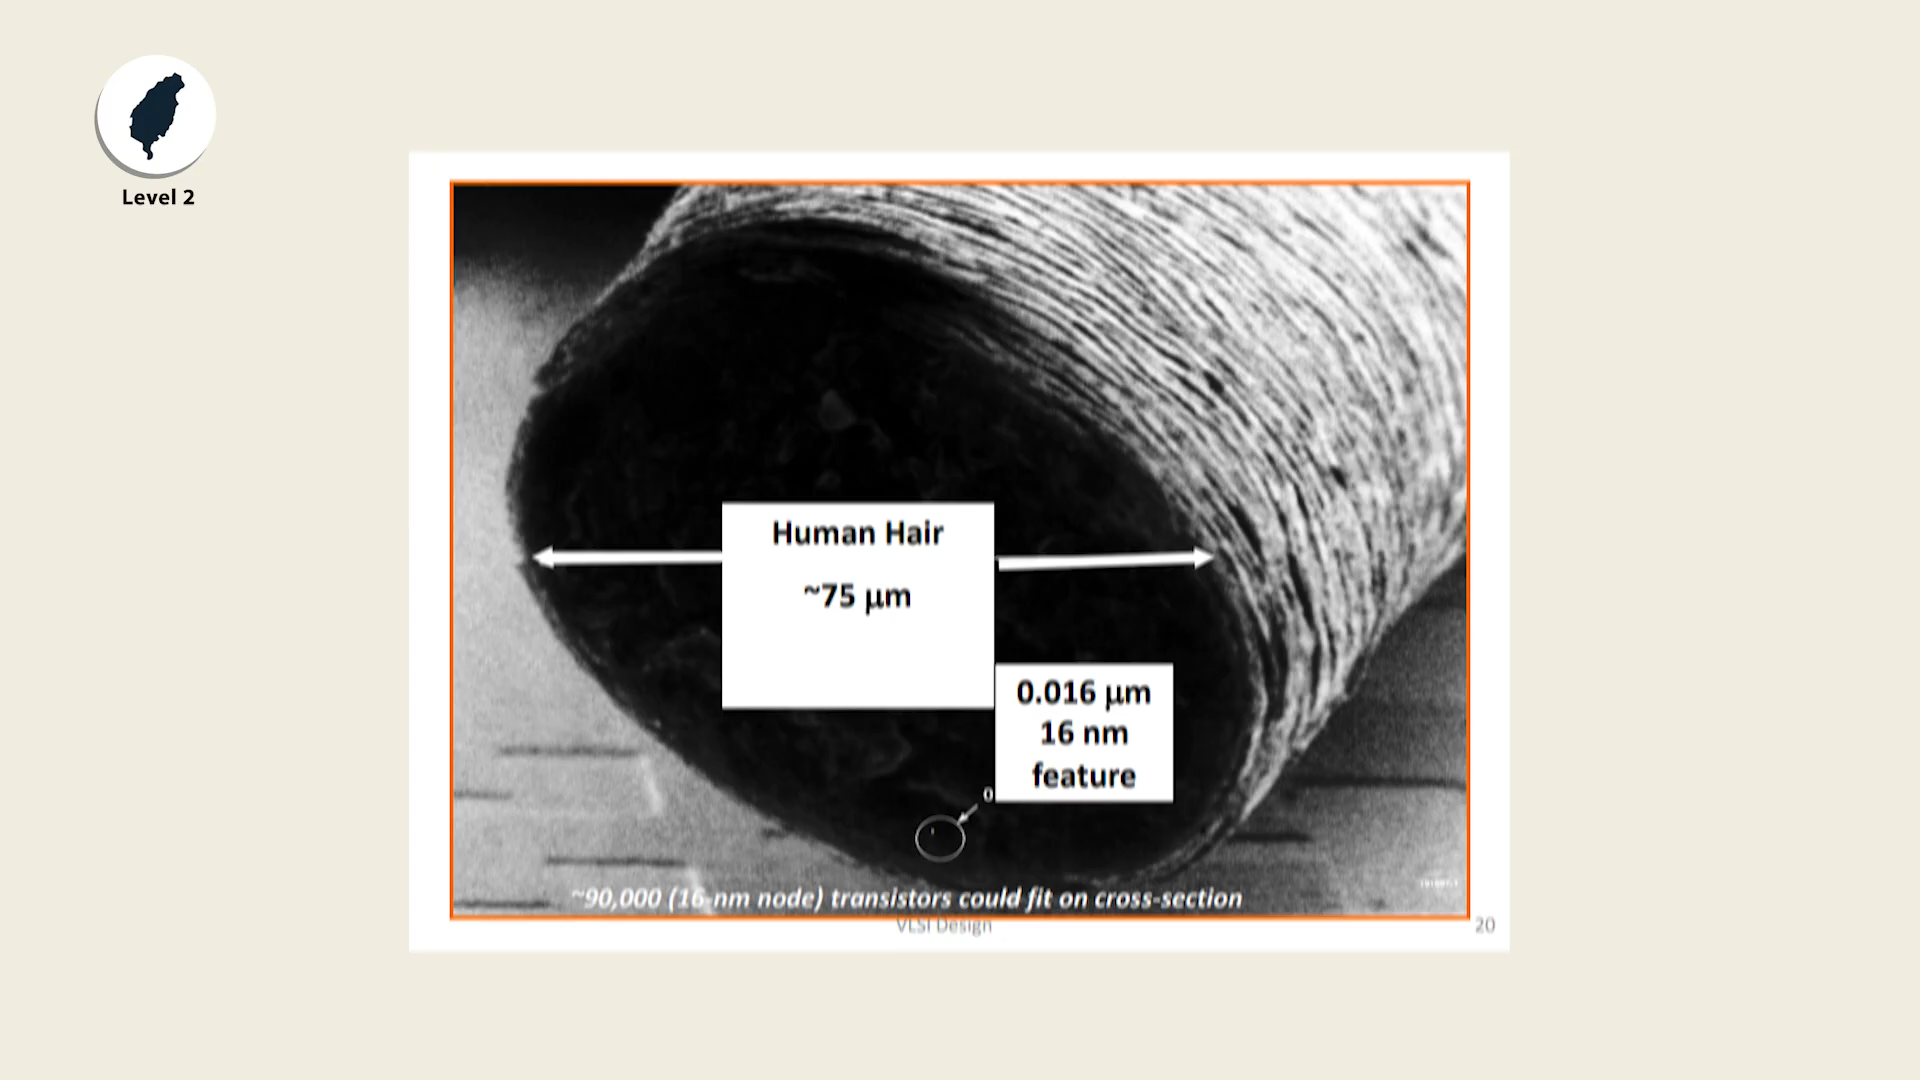 Level 2
Human Hair
~75 μm
0.016 μm
16 nm
feature
0
~90,000 (16-nm node) transistors could fit on cross-section
VLSI Design
20